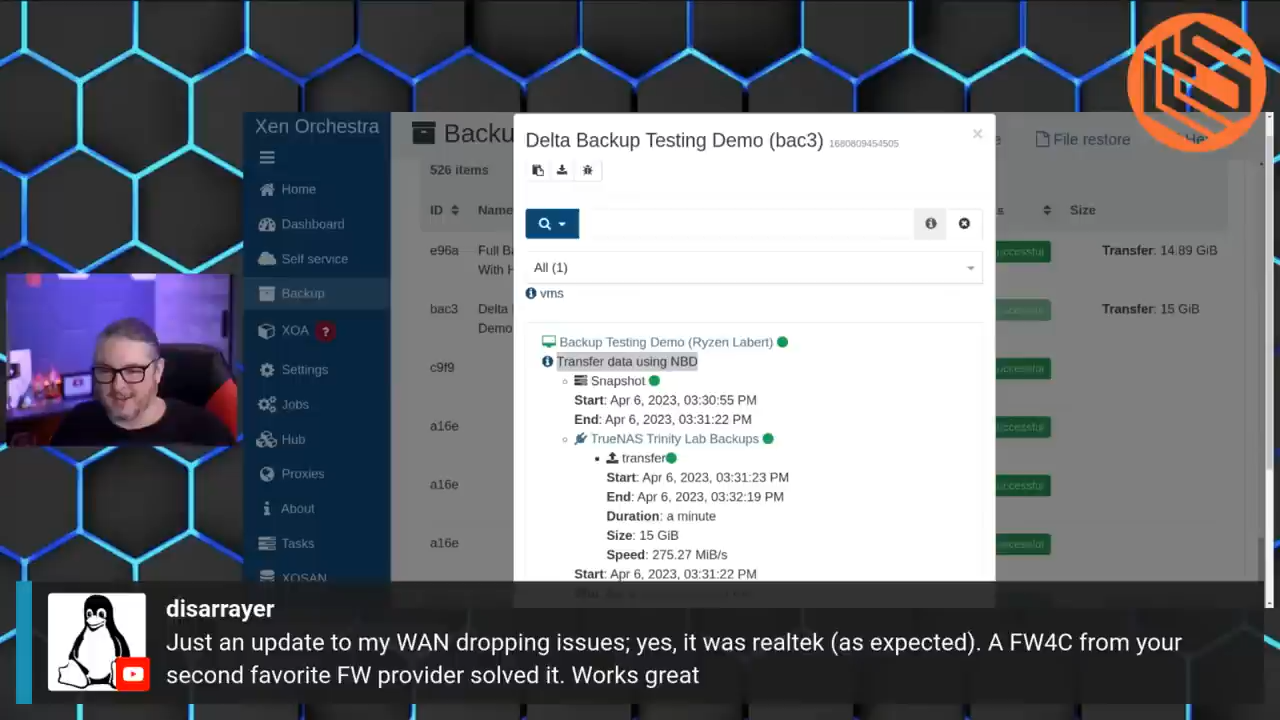 Xen Orchestra
Home
Dashboard
Self service
Backup
XOA ?
Settings
Jobs
Hub
Proxies
About
Tasks
XOSAN
Backu
File restore
526 items
ID Name
Size
e96a Full Ba
With H
cessful
Transfer: 14.89 GiB
bac3 Delta
Demo
Transfer: 15 GiB
c9f9
a16e
a16e
a16e
Delta Backup Testing Demo (bac3) 1680809454505
All (1)
vms
Backup Testing Demo (Ryzen Labert)
Transfer data using NBD
Snapshot
Start: Apr 6, 2023, 03:30:55 PM
End: Apr 6, 2023, 03:31:22 PM
TrueNAS Trinity Lab Backups
transfer
Start: Apr 6, 2023, 03:31:23 PM
End: Apr 6, 2023, 03:32:19 PM
Duration: a minute
Size: 15 GiB
Speed: 275.27 MiB/s
Start: Apr 6, 2023, 03:31:22 PM
disarrayer
Just an update to my WAN dropping issues; yes, it was realtek (as expected). A FW4C from your
second favorite FW provider solved it. Works great